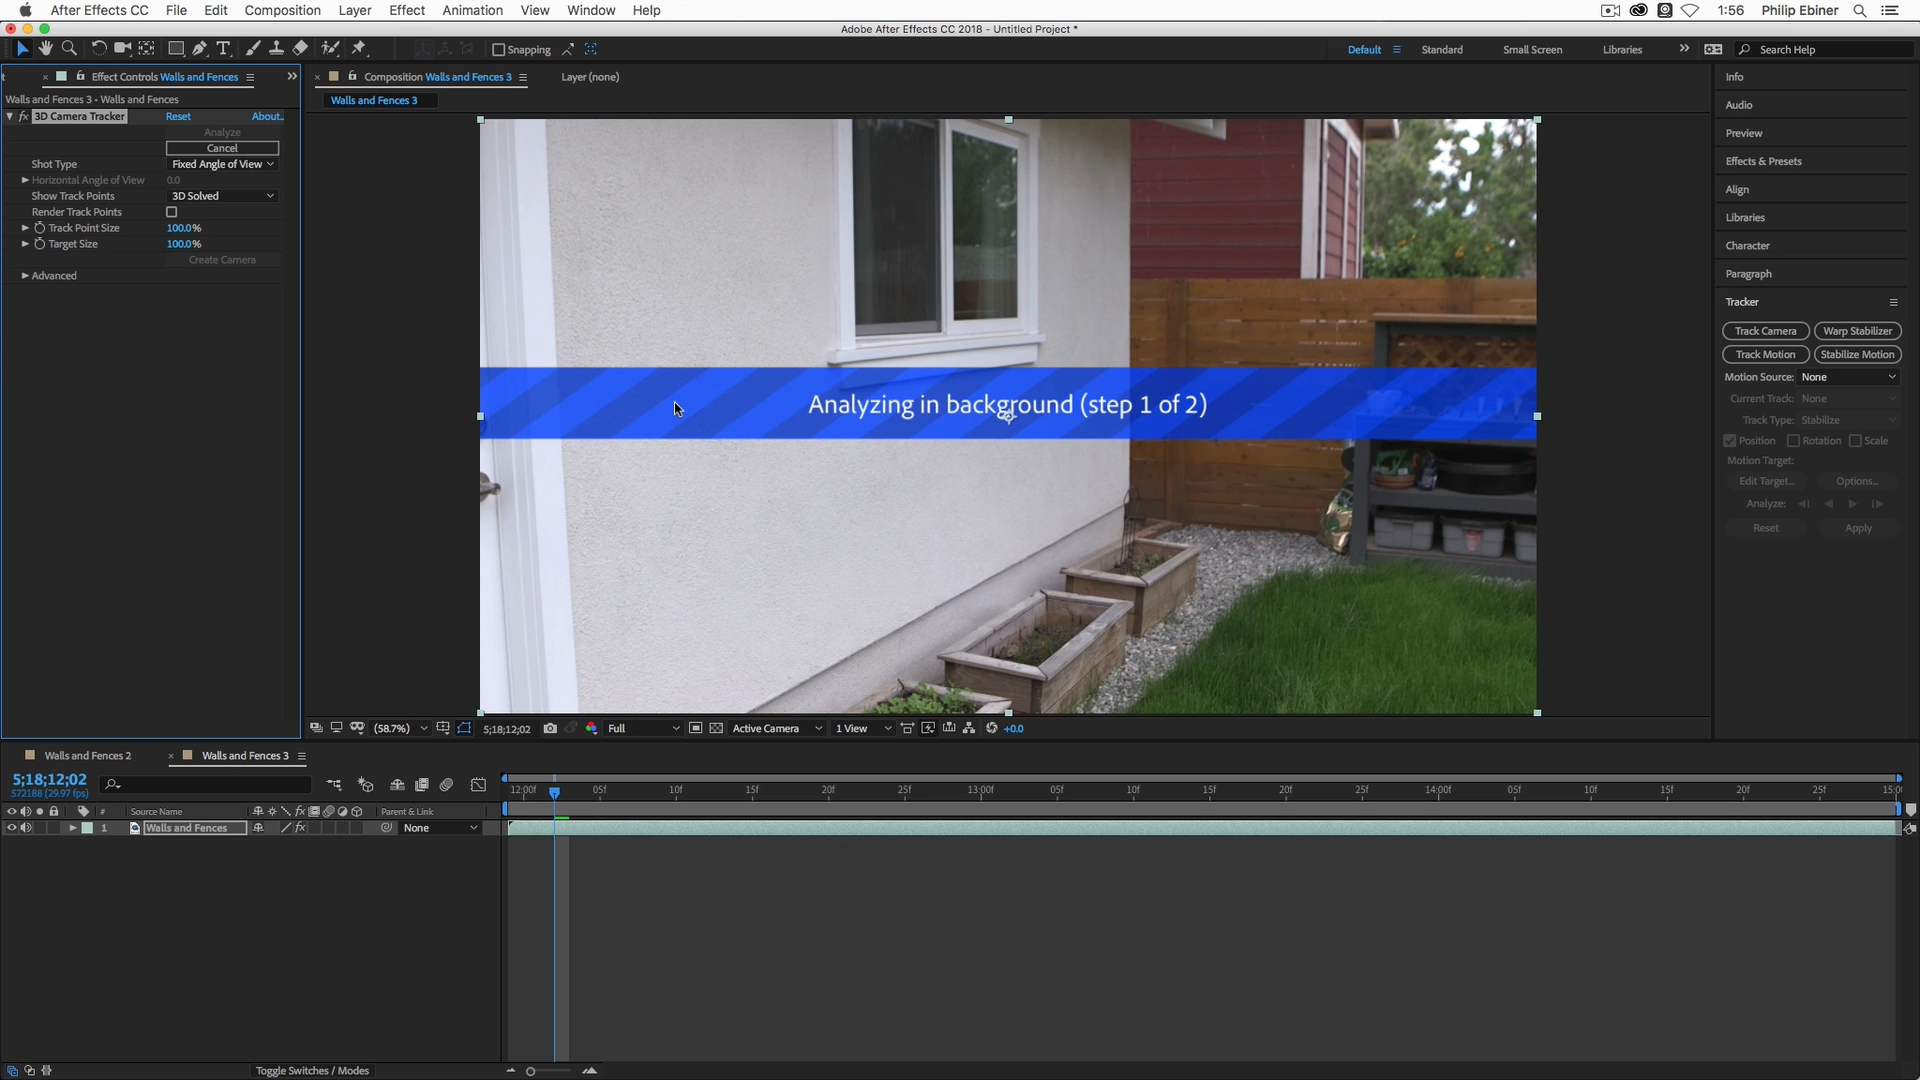 After Effects CC File Edit Composition Layer Effect Animation View Window Help 1:56 Philip Ebiner
Adobe After Effects CC 2018 - Untitled Project *
Snapping Default Standard Small Screen Libraries Search Help
Effect Controls Walls and Fences
Composition Walls and Fences 3
Layer (none)
Walls and Fences 3 • Walls and Fences
Walls and Fences 3
fx 3D Camera Tracker Reset About..
Analyze
Cancel
Shot Type Fixed Angle of View
Horizontal Angle of View 0.0
Show Track Points 3D Solved
Render Track Points
Track Point Size 100.0%
Target Size 100.0%
Create Camera
Advanced
Analyzing in background (step 1 of 2)
Info
Audio
Preview
Effects & Presets
Align
Libraries
Character
Paragraph
Tracker
Track Camera Warp Stabilizer
Track Motion Stabilize Motion
Motion Source: None
Current Track: None
Track Type: Stabilize
Position Rotation Scale
Motion Target:
Edit Target... Options...
Analyze:
Reset Apply
(58.7%) 5;18;12;02 Full Active Camera 1 View +0.0
Walls and Fences 2 Walls and Fences 3
5;18;12;02
572188 (29.97 fps)
12:00f 05f 10f 15f 20f 25f 13:00f 05f 10f 15f 20f 25f 14:00f 05f 10f 15f 20f 25f 15:0
# Source Name fx Parent & Link
1 Walls and Fences fx None
Toggle Switches / Modes